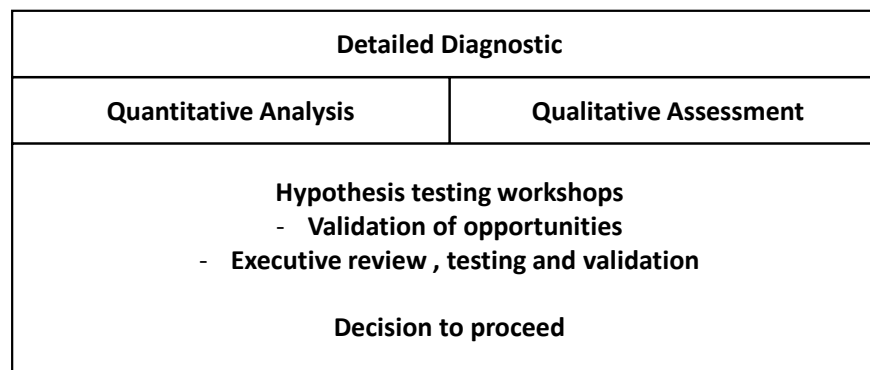 Detailed Diagnostic
Quantitative Analysis
Qualitative Assessment
Hypothesis testing workshops
- Validation of opportunities
- Executive review , testing and validation
Decision to proceed